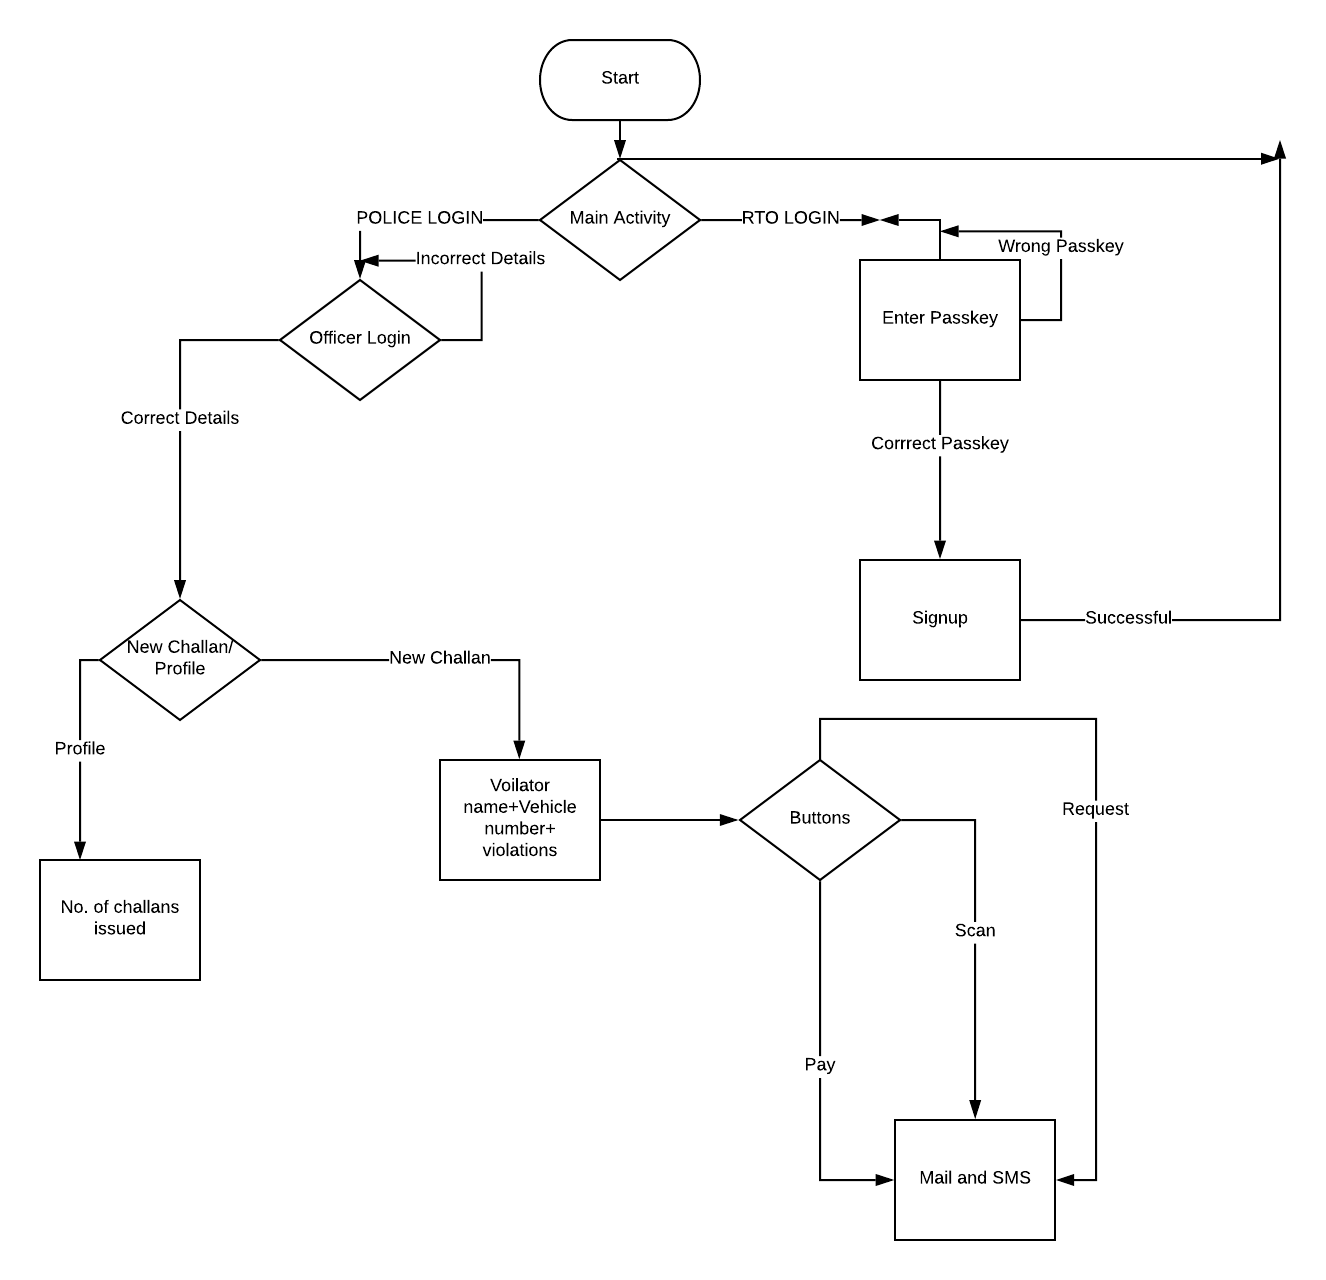 Start
Main Activity
POLICE LOGIN
RTO LOGIN
Wrong Passkey
Incorrect Details
Enter Passkey
Officer Login
Correct Details
Corrrect Passkey
Signup
Successful
New Challan/
Profile
New Challan
Profile
Voilator
name+Vehicle
number+
violations
Buttons
Request
No. of challans
issued
Scan
Pay
Mail and SMS